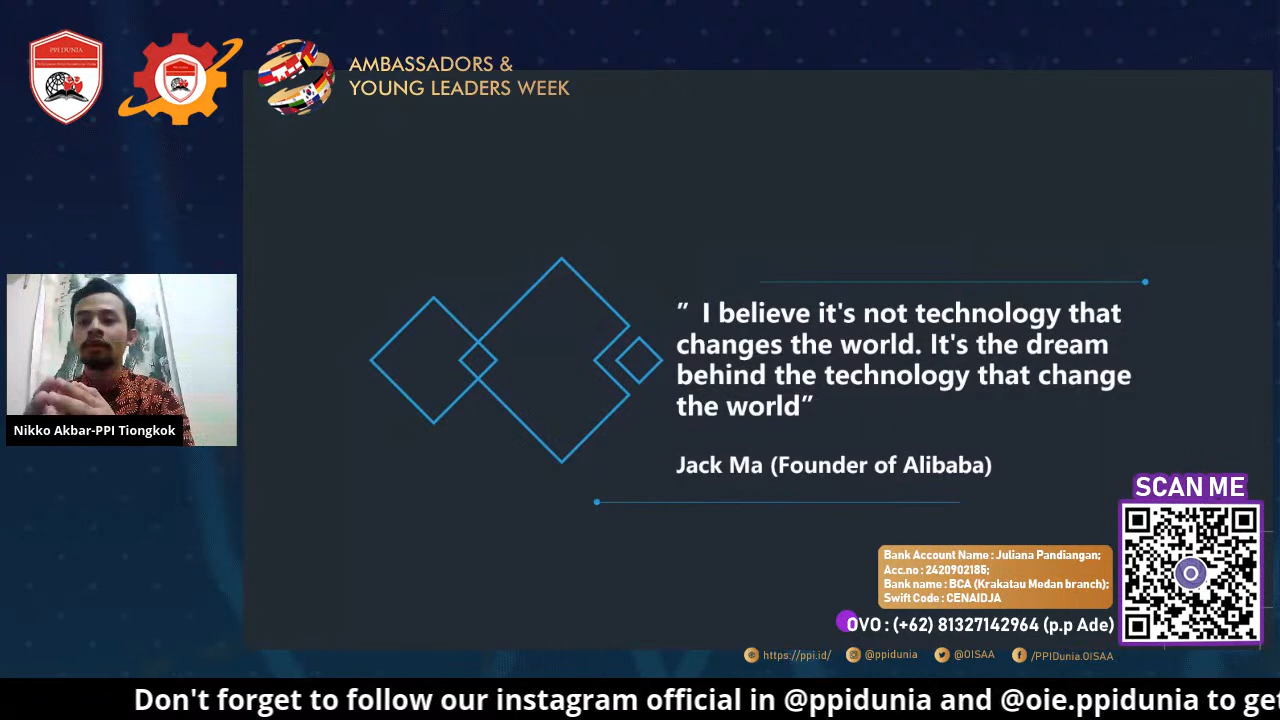 PPI DUNIA
AMBASSADORS &
YOUNG LEADERS WEEK
” I believe it's not technology that
changes the world. It's the dream
behind the technology that change
the world”
Jack Ma (Founder of Alibaba)
Nikko Akbar-PPI Tiongkok
SCAN ME
Bank Account Name : Juliana Pandiangan;
Acc.no : 2420902185;
Bank name : BCA (Krakatau Medan branch);
Swift Code : CENAIDJA
OVO : (+62) 81327142964 (p.p Ade)
https://ppi.id/ @ppidunia @OISAA /PPIDunia.OISAA
Don't forget to follow our instagram official in @ppidunia and @oie.ppidunia to get